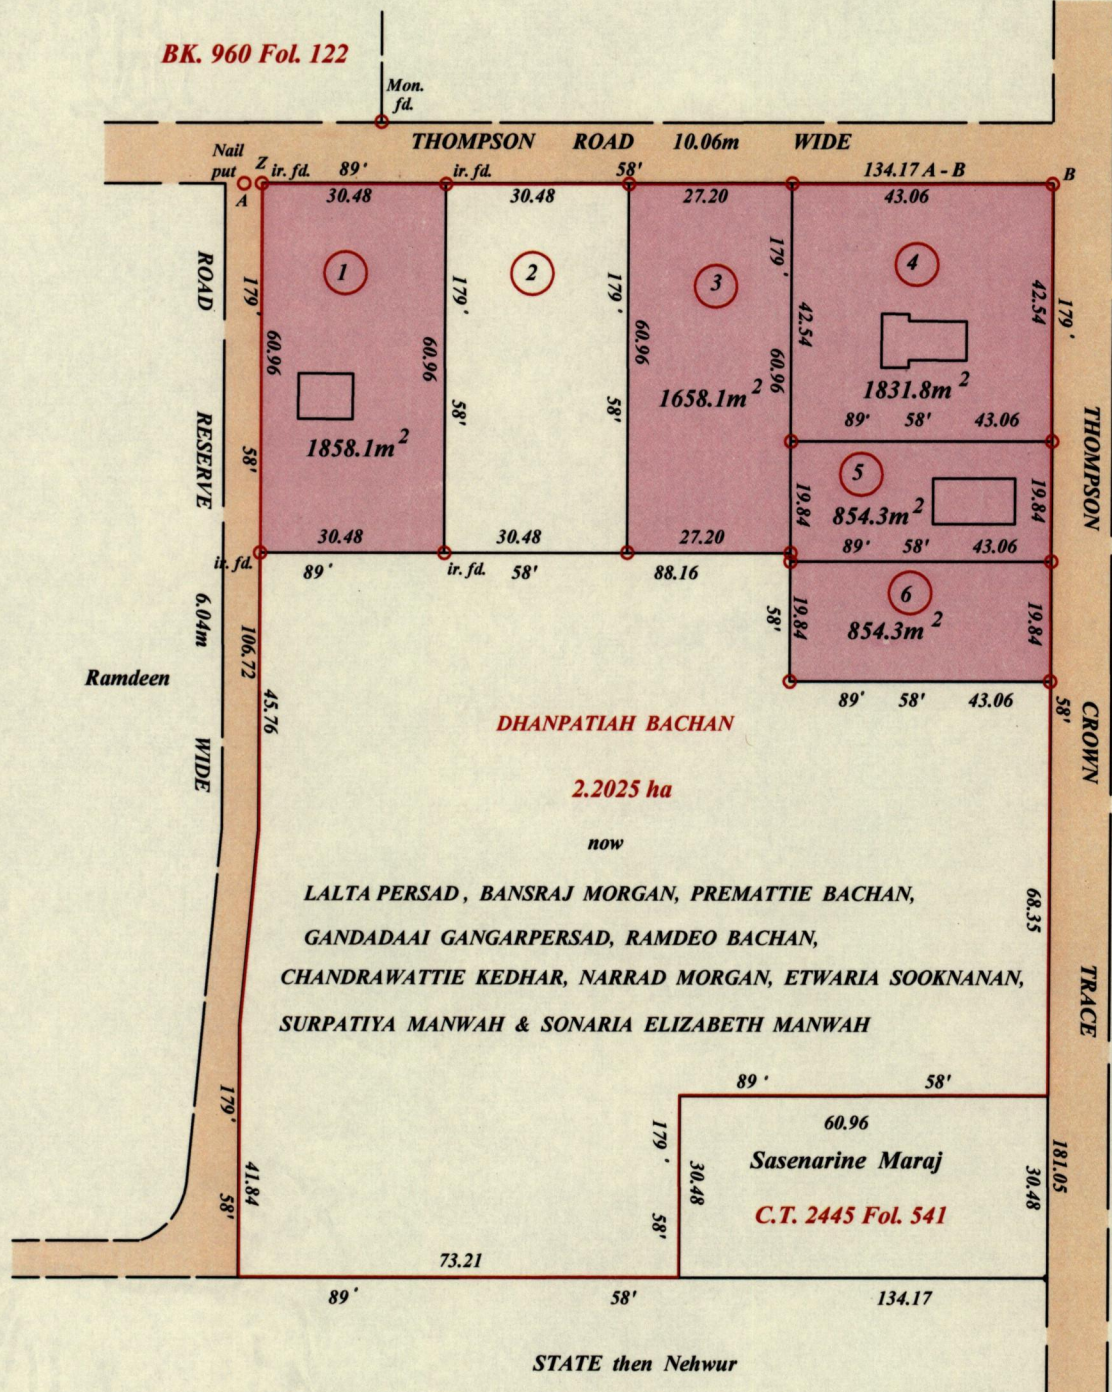 BK. 960 Fol. 122
Mon.
fd.
THOMPSON ROAD 10.06m WIDE
Nail
put
A
Z
ir. fd.
89'
ir. fd.
58'
134.17 A - B
B
30.48
30.48
27.20
43.06
1
2
3
4
ROAD RESERVE 6.04m WIDE
179'
58'
60.96
60.96
179'
58'
179'
58'
60.96
179'
42.54
60.96
42.54
179'
1858.1m²
1658.1m²
1831.8m²
89' 58' 43.06
5
854.3m²
19.84
19.84
89' 58' 43.06
30.48
30.48
27.20
ir. fd.
89'
ir. fd.
58'
88.16
6
854.3m²
58'
19.84
19.84
89' 58' 43.06
58'
THOMPSON CROWN TRACE
Ramdeen
106.72
45.76
DHANPATIAH BACHAN
2.2025 ha
now
LALTA PERSAD, BANSRAJ MORGAN, PREMATTIE BACHAN,
GANDADAAI GANGARPERSAD, RAMDEO BACHAN,
CHANDRAWATTIE KEDHAR, NARRAD MORGAN, ETWARIA SOOKNANAN,
SURPATIYA MANWAH & SONARIA ELIZABETH MANWAH
68.35
179'
58'
41.84
89' 58'
60.96
179'
58'
30.48
Sasenarine Maraj
C.T. 2445 Fol. 541
30.48
181.05
73.21
89' 58' 134.17
STATE then Nehwur